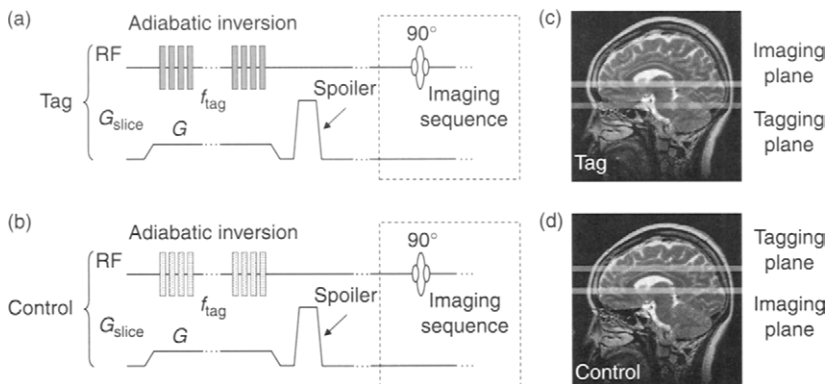 (a)
Adiabatic inversion
90°
RF
Tag
f_tag
Spoiler
Imaging sequence
G_slice
G
(c)
Imaging plane
Tagging plane
Tag
(b)
Adiabatic inversion
90°
RF
Control
f_tag
Spoiler
Imaging sequence
G_slice
G
(d)
Tagging plane
Imaging plane
Control